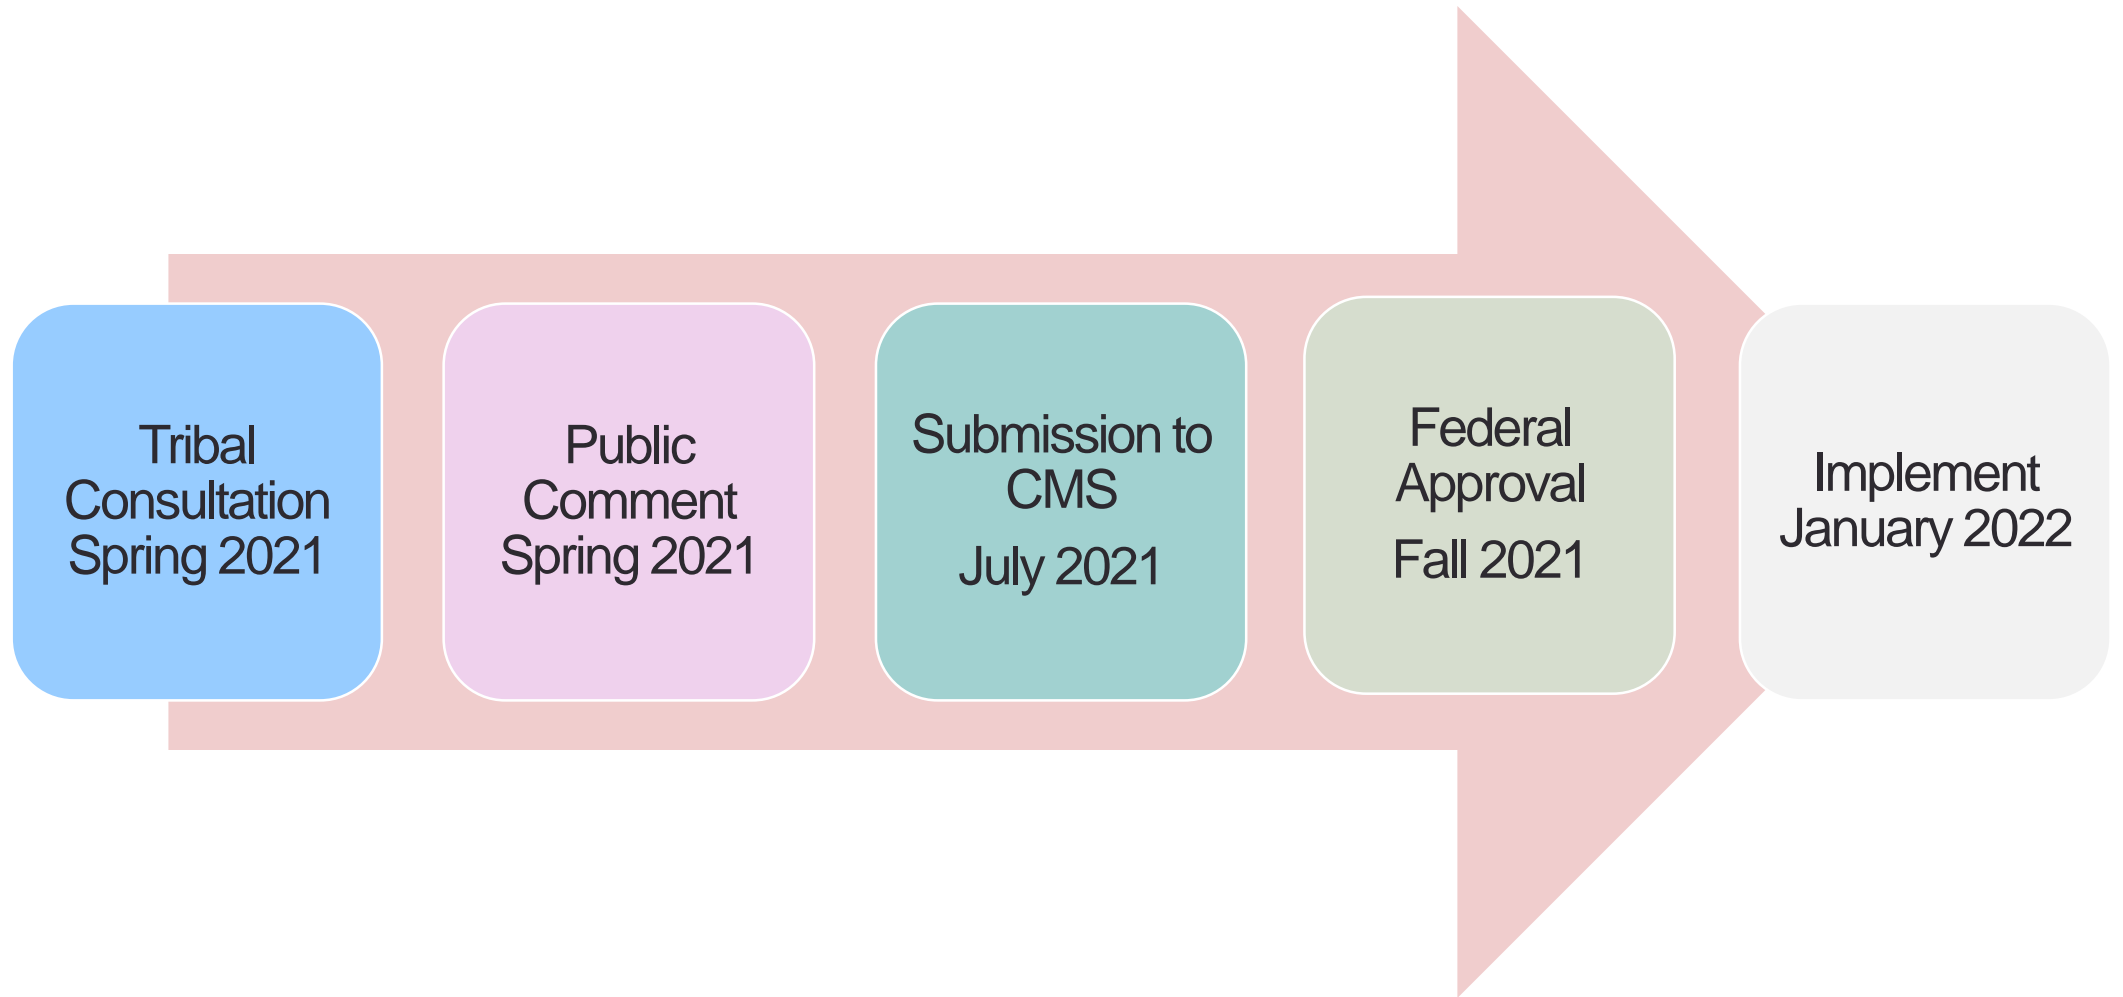 Tribal
Consultation
Spring 2021
Public
Comment
Spring 2021
Submission to
CMS
July 2021
Federal
Approval
Fall 2021
Implement
January 2022